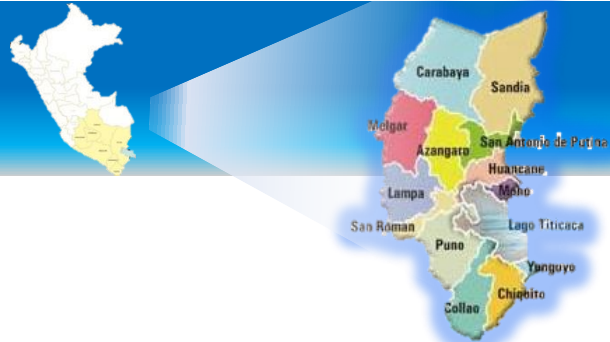 Carabaya
Sandia
Melgar
Azangaro
San Antonio de Putina
Huancane
Moho
Lampa
San Roman
Lago Titicaca
Puno
Yunguyo
Chiquito
Collao